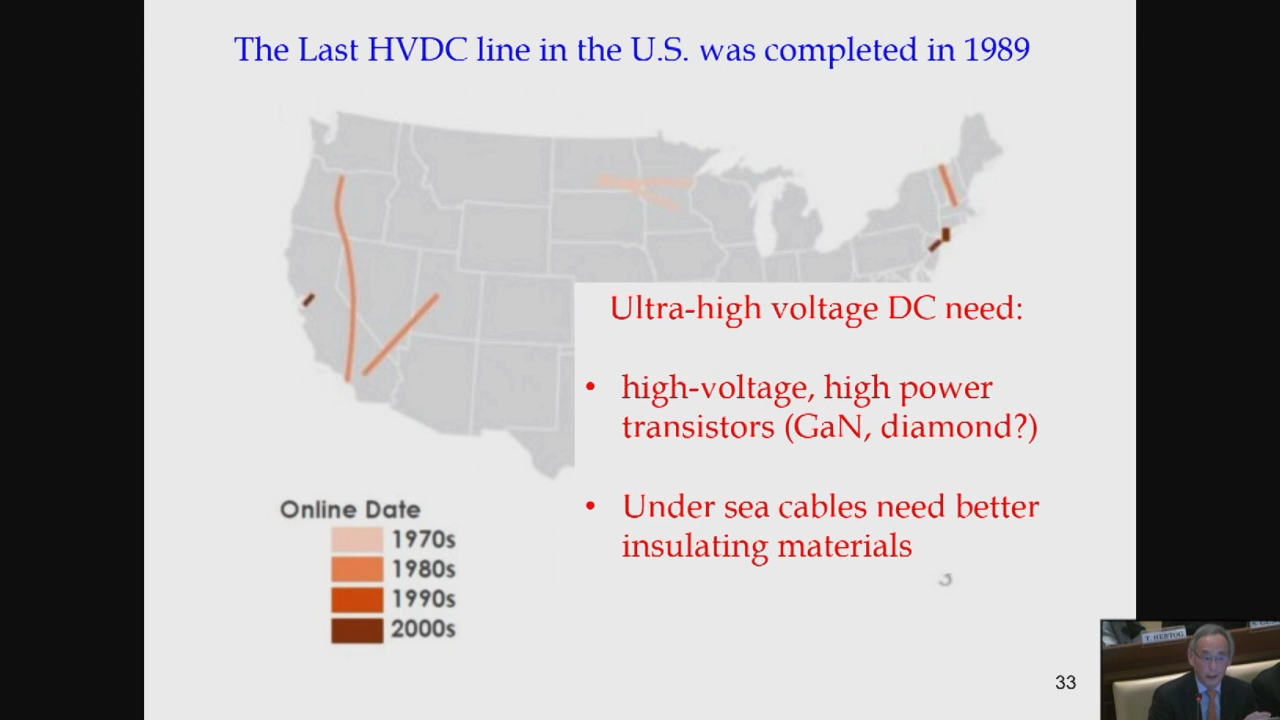 The Last HVDC line in the U.S. was completed in 1989
Ultra-high voltage DC need:
• high-voltage, high power
transistors (GaN, diamond?)
• Under sea cables need better
insulating materials
Online Date
1970s
1980s
1990s
2000s
33
T. HERTOG